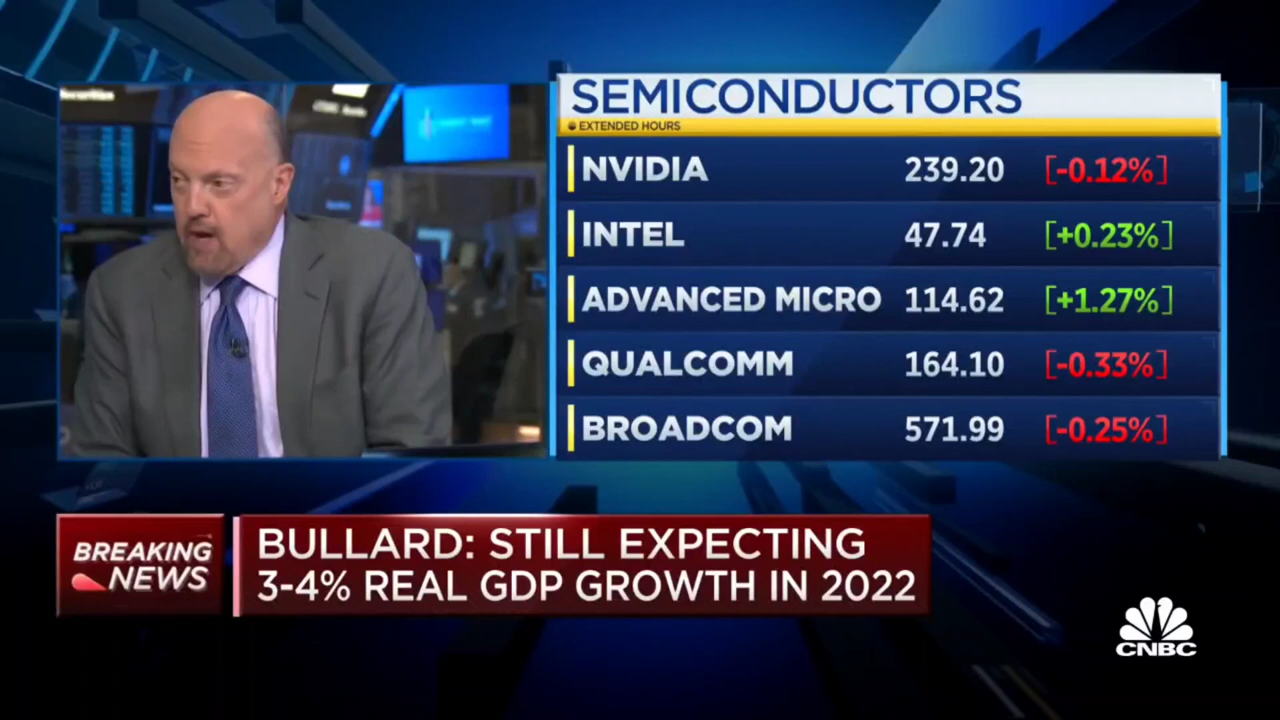 Securities
SEMICONDUCTORS
EXTENDED HOURS
NVIDIA 239.20 [-0.12%]
INTEL 47.74 [+0.23%]
ADVANCED MICRO 114.62 [+1.27%]
QUALCOMM 164.10 [-0.33%]
BROADCOM 571.99 [-0.25%]
BREAKING
NEWS
BULLARD: STILL EXPECTING
3-4% REAL GDP GROWTH IN 2022
CNBC